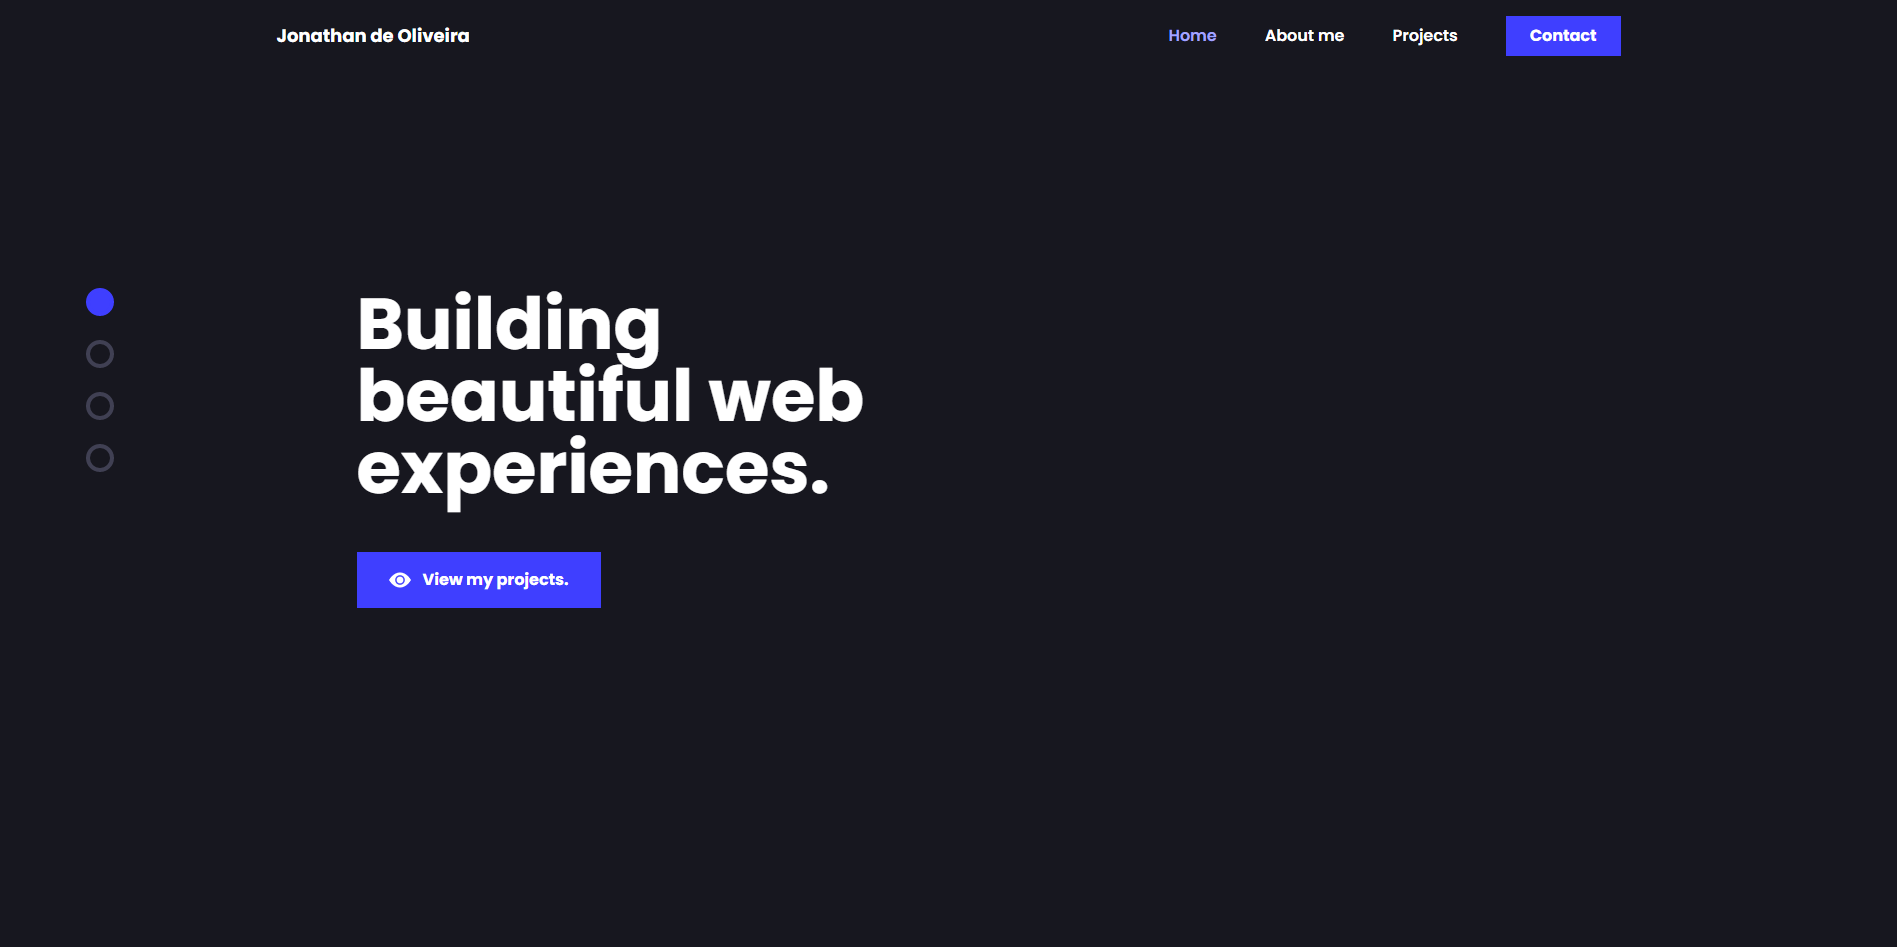 Jonathan de Oliveira
Home
About me
Projects
Contact
Building
beautiful web
experiences.
View my projects.